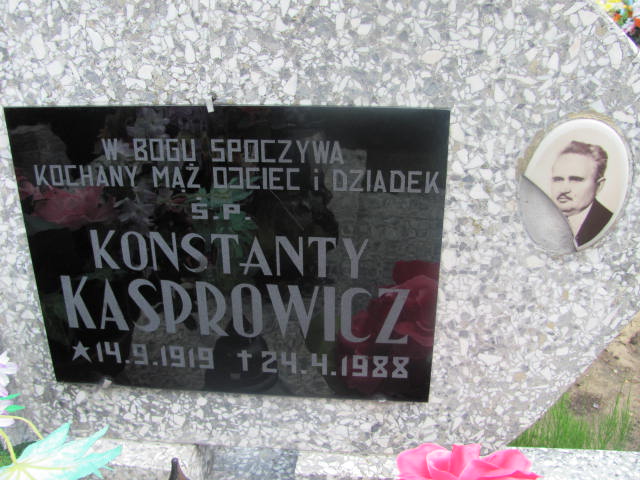 W BOGU SPOCZYWA
KOCHANY MĄŻ OJCIEC i DZIADEK
Ś.P.
KONSTANTY
KASPROWICZ
★14.9.1919 †24.4.1988